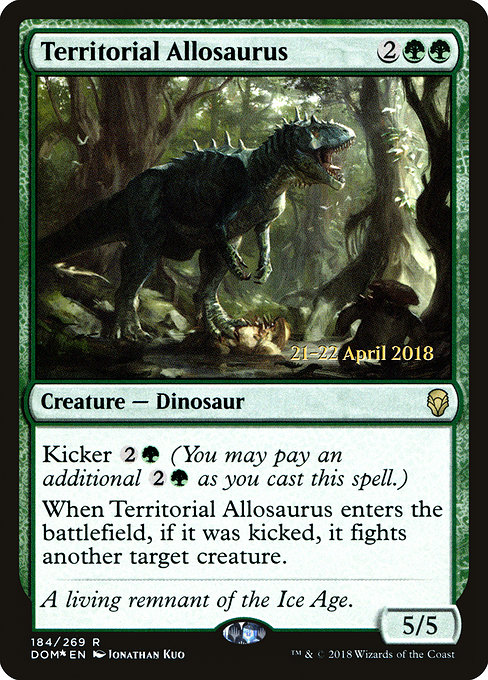 Territorial Allosaurus 2
21–22 April 2018
Creature — Dinosaur
Kicker 2 (You may pay an
additional 2 as you cast this spell.)
When Territorial Allosaurus enters the
battlefield, if it was kicked, it fights
another target creature.
A living remnant of the Ice Age.
5/5
184/269 R
DOM★EN Jonathan Kuo
™ & © 2018 Wizards of the Coast